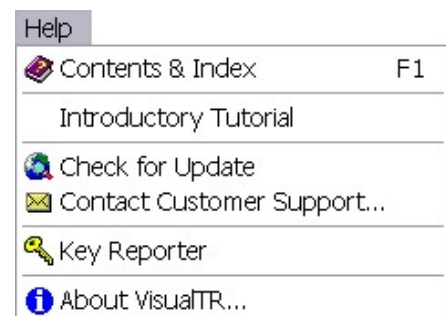 Help
Contents & Index F1
Introductory Tutorial
Check for Update
Contact Customer Support...
Key Reporter
About VisualTR...